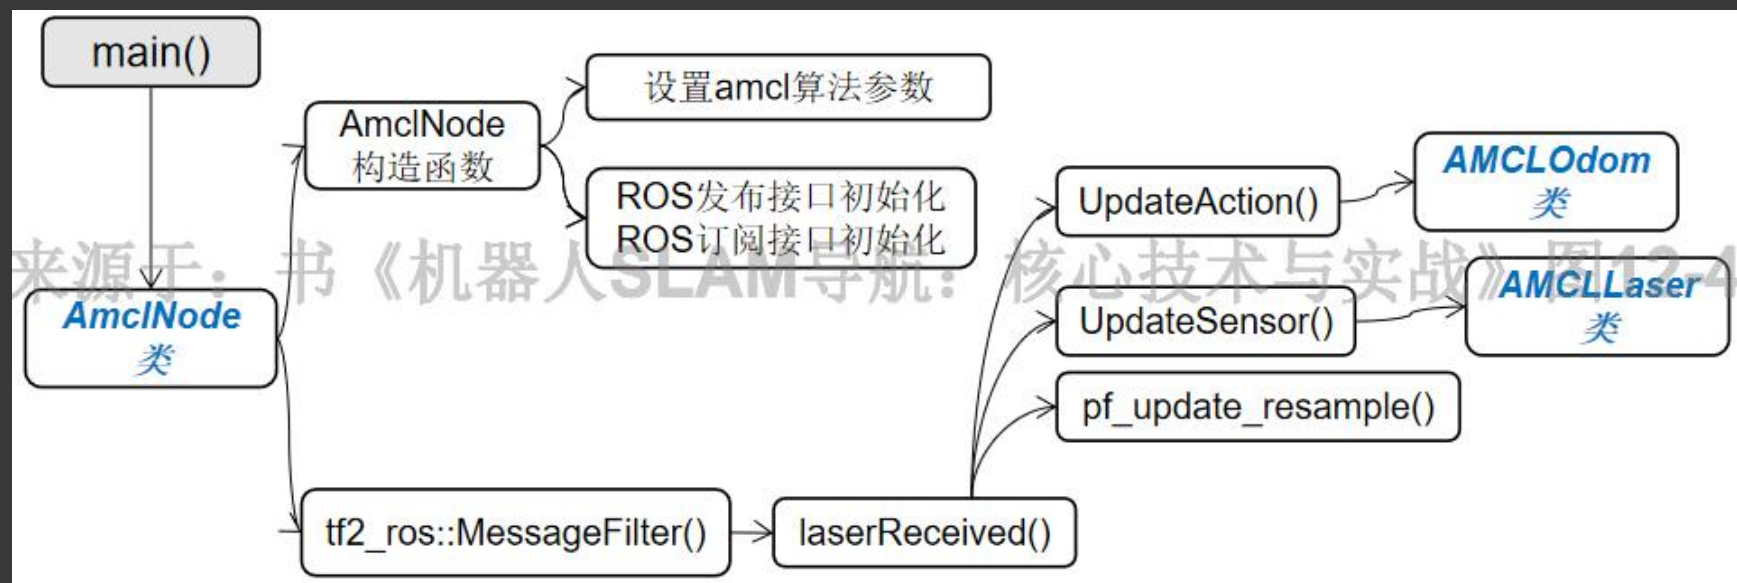 main()
AmclNode
构造函数
设置amcl算法参数
ROS发布接口初始化
ROS订阅接口初始化
AmclNode
类
tf2_ros::MessageFilter()
laserReceived()
UpdateAction()
AMCLOdom
类
UpdateSensor()
AMCLLaser
类
pf_update_resample()
来源于：书《机器人SLAM导航：核心技术与实战》图12-4